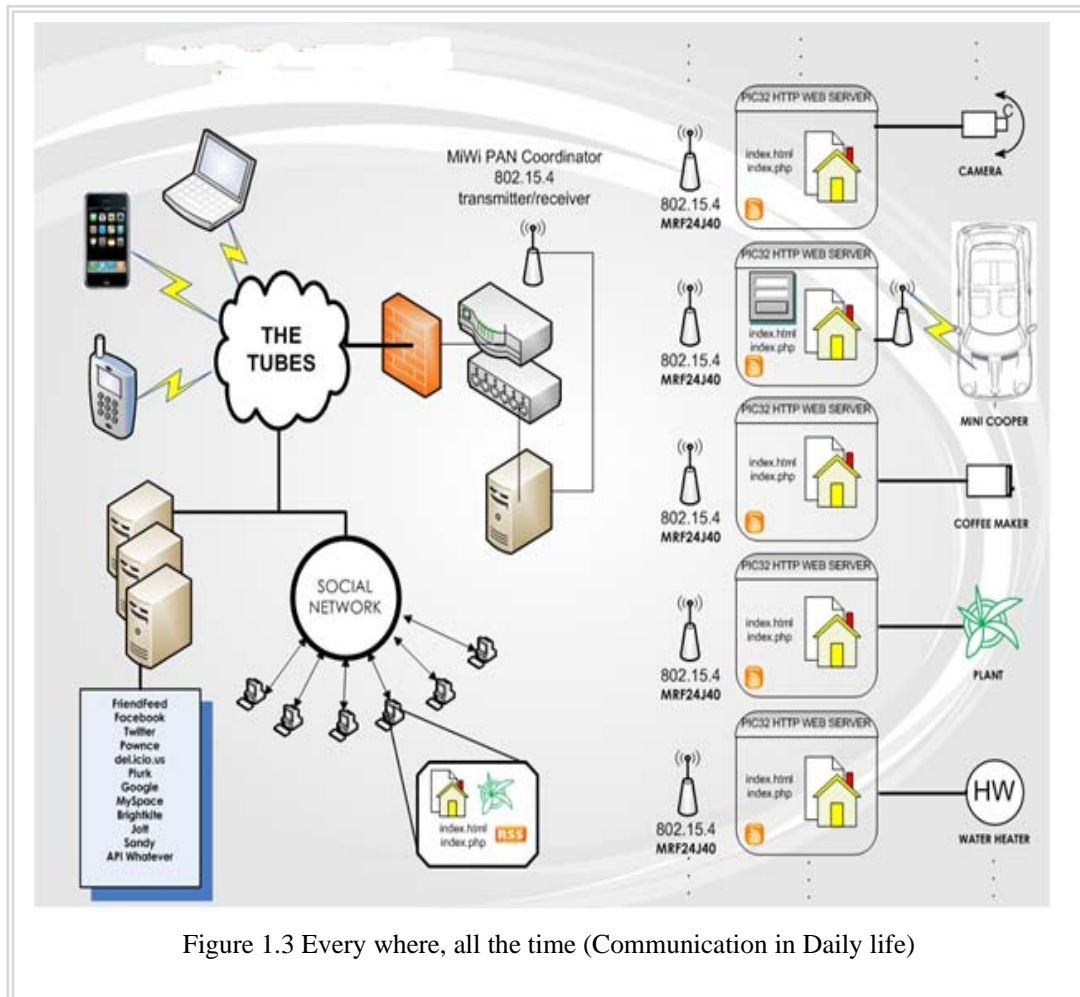 MiWi PAN Coordinator
802.15.4
transmitter/receiver
THE
TUBES
SOCIAL
NETWORK
FriendFeed
Facebook
Twitter
Pownce
del.icio.us
Plurk
Google
MySpace
Brightkite
Jott
Sandy
API Whatever
index.html
index.php
RSS
802.15.4
MRF24J40
PIC32 HTTP WEB SERVER
index.html
index.php
C
CAMERA
802.15.4
MRF24J40
PIC32 HTTP WEB SERVER
index.html
index.php
MINI COOPER
802.15.4
MRF24J40
PIC32 HTTP WEB SERVER
index.html
index.php
COFFEE MAKER
802.15.4
MRF24J40
PIC32 HTTP WEB SERVER
index.html
index.php
PLANT
802.15.4
MRF24J40
PIC32 HTTP WEB SERVER
index.html
index.php
HW
WATER HEATER
Figure 1.3 Every where, all the time (Communication in Daily life)